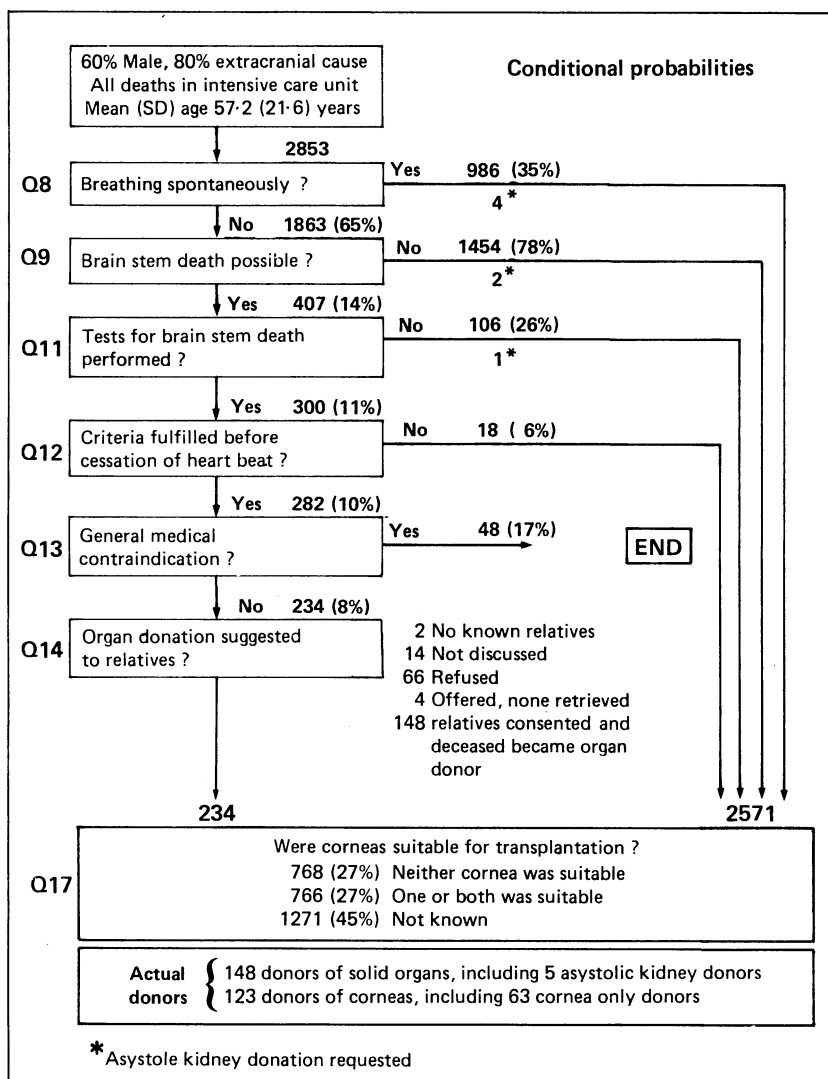 60% Male, 80% extracranial cause
All deaths in intensive care unit
Mean (SD) age 57·2 (21·6) years
Conditional probabilities
2853
Q8 Breathing spontaneously ? Yes 986 (35%)
4*
No 1863 (65%)
Q9 Brain stem death possible ? No 1454 (78%)
2*
Yes 407 (14%)
Q11 Tests for brain stem death performed ? No 106 (26%)
1*
Yes 300 (11%)
Q12 Criteria fulfilled before cessation of heart beat ? No 18 ( 6%)
Yes 282 (10%)
Q13 General medical contraindication ? Yes 48 (17%)
END
No 234 (8%)
Q14 Organ donation suggested to relatives ?
2 No known relatives
14 Not discussed
66 Refused
4 Offered, none retrieved
148 relatives consented and
deceased became organ
donor
234 2571
Q17 Were corneas suitable for transplantation ?
768 (27%) Neither cornea was suitable
766 (27%) One or both was suitable
1271 (45%) Not known
Actual donors { 148 donors of solid organs, including 5 asystolic kidney donors
123 donors of corneas, including 63 cornea only donors
*Asystole kidney donation requested